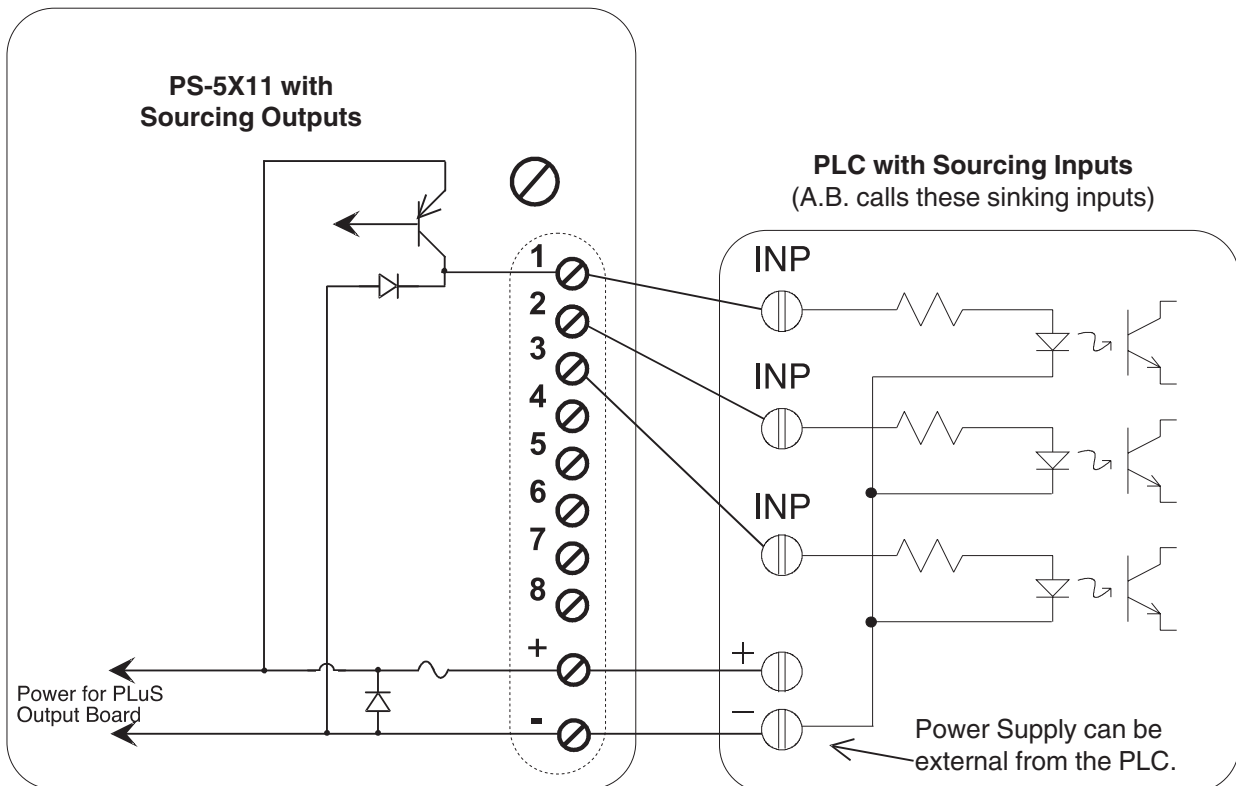 PS-5X11 with
Sourcing Outputs
PLC with Sourcing Inputs
(A.B. calls these sinking inputs)
1
2
3
4
5
6
7
8
+
-
INP
INP
INP
+
−
Power for PLuS
Output Board
Power Supply can be
external from the PLC.